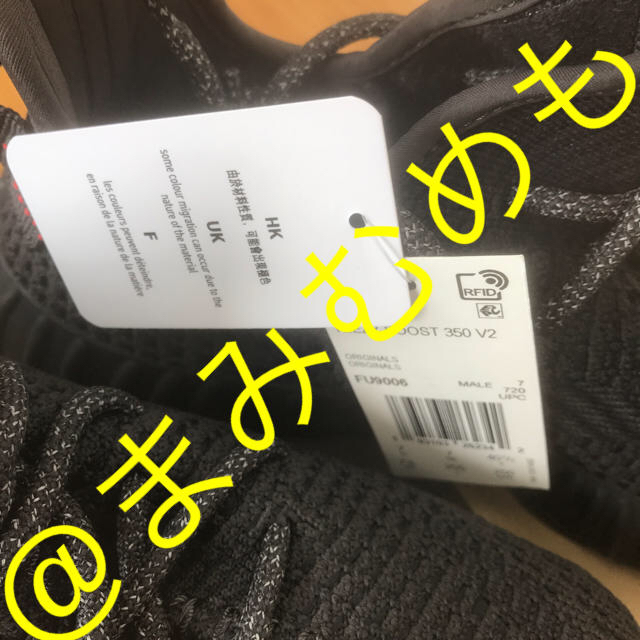 @まみむめも
HK
由於材料性質，可能會出現褪色
UK
some colour migration can occur due to the
nature of the material
F
les couleurs peuvent déteindre,
en raison de la nature de la matière
RFID
BOOST 350 V2
ORIGINALS
ORIGINALS
FU9006
MALE
7
720
UPC